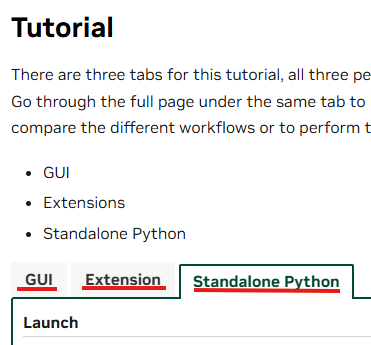 Tutorial
There are three tabs for this tutorial, all three pe
Go through the full page under the same tab to
compare the different workflows or to perform t
• GUI
• Extensions
• Standalone Python
GUI Extension Standalone Python
Launch